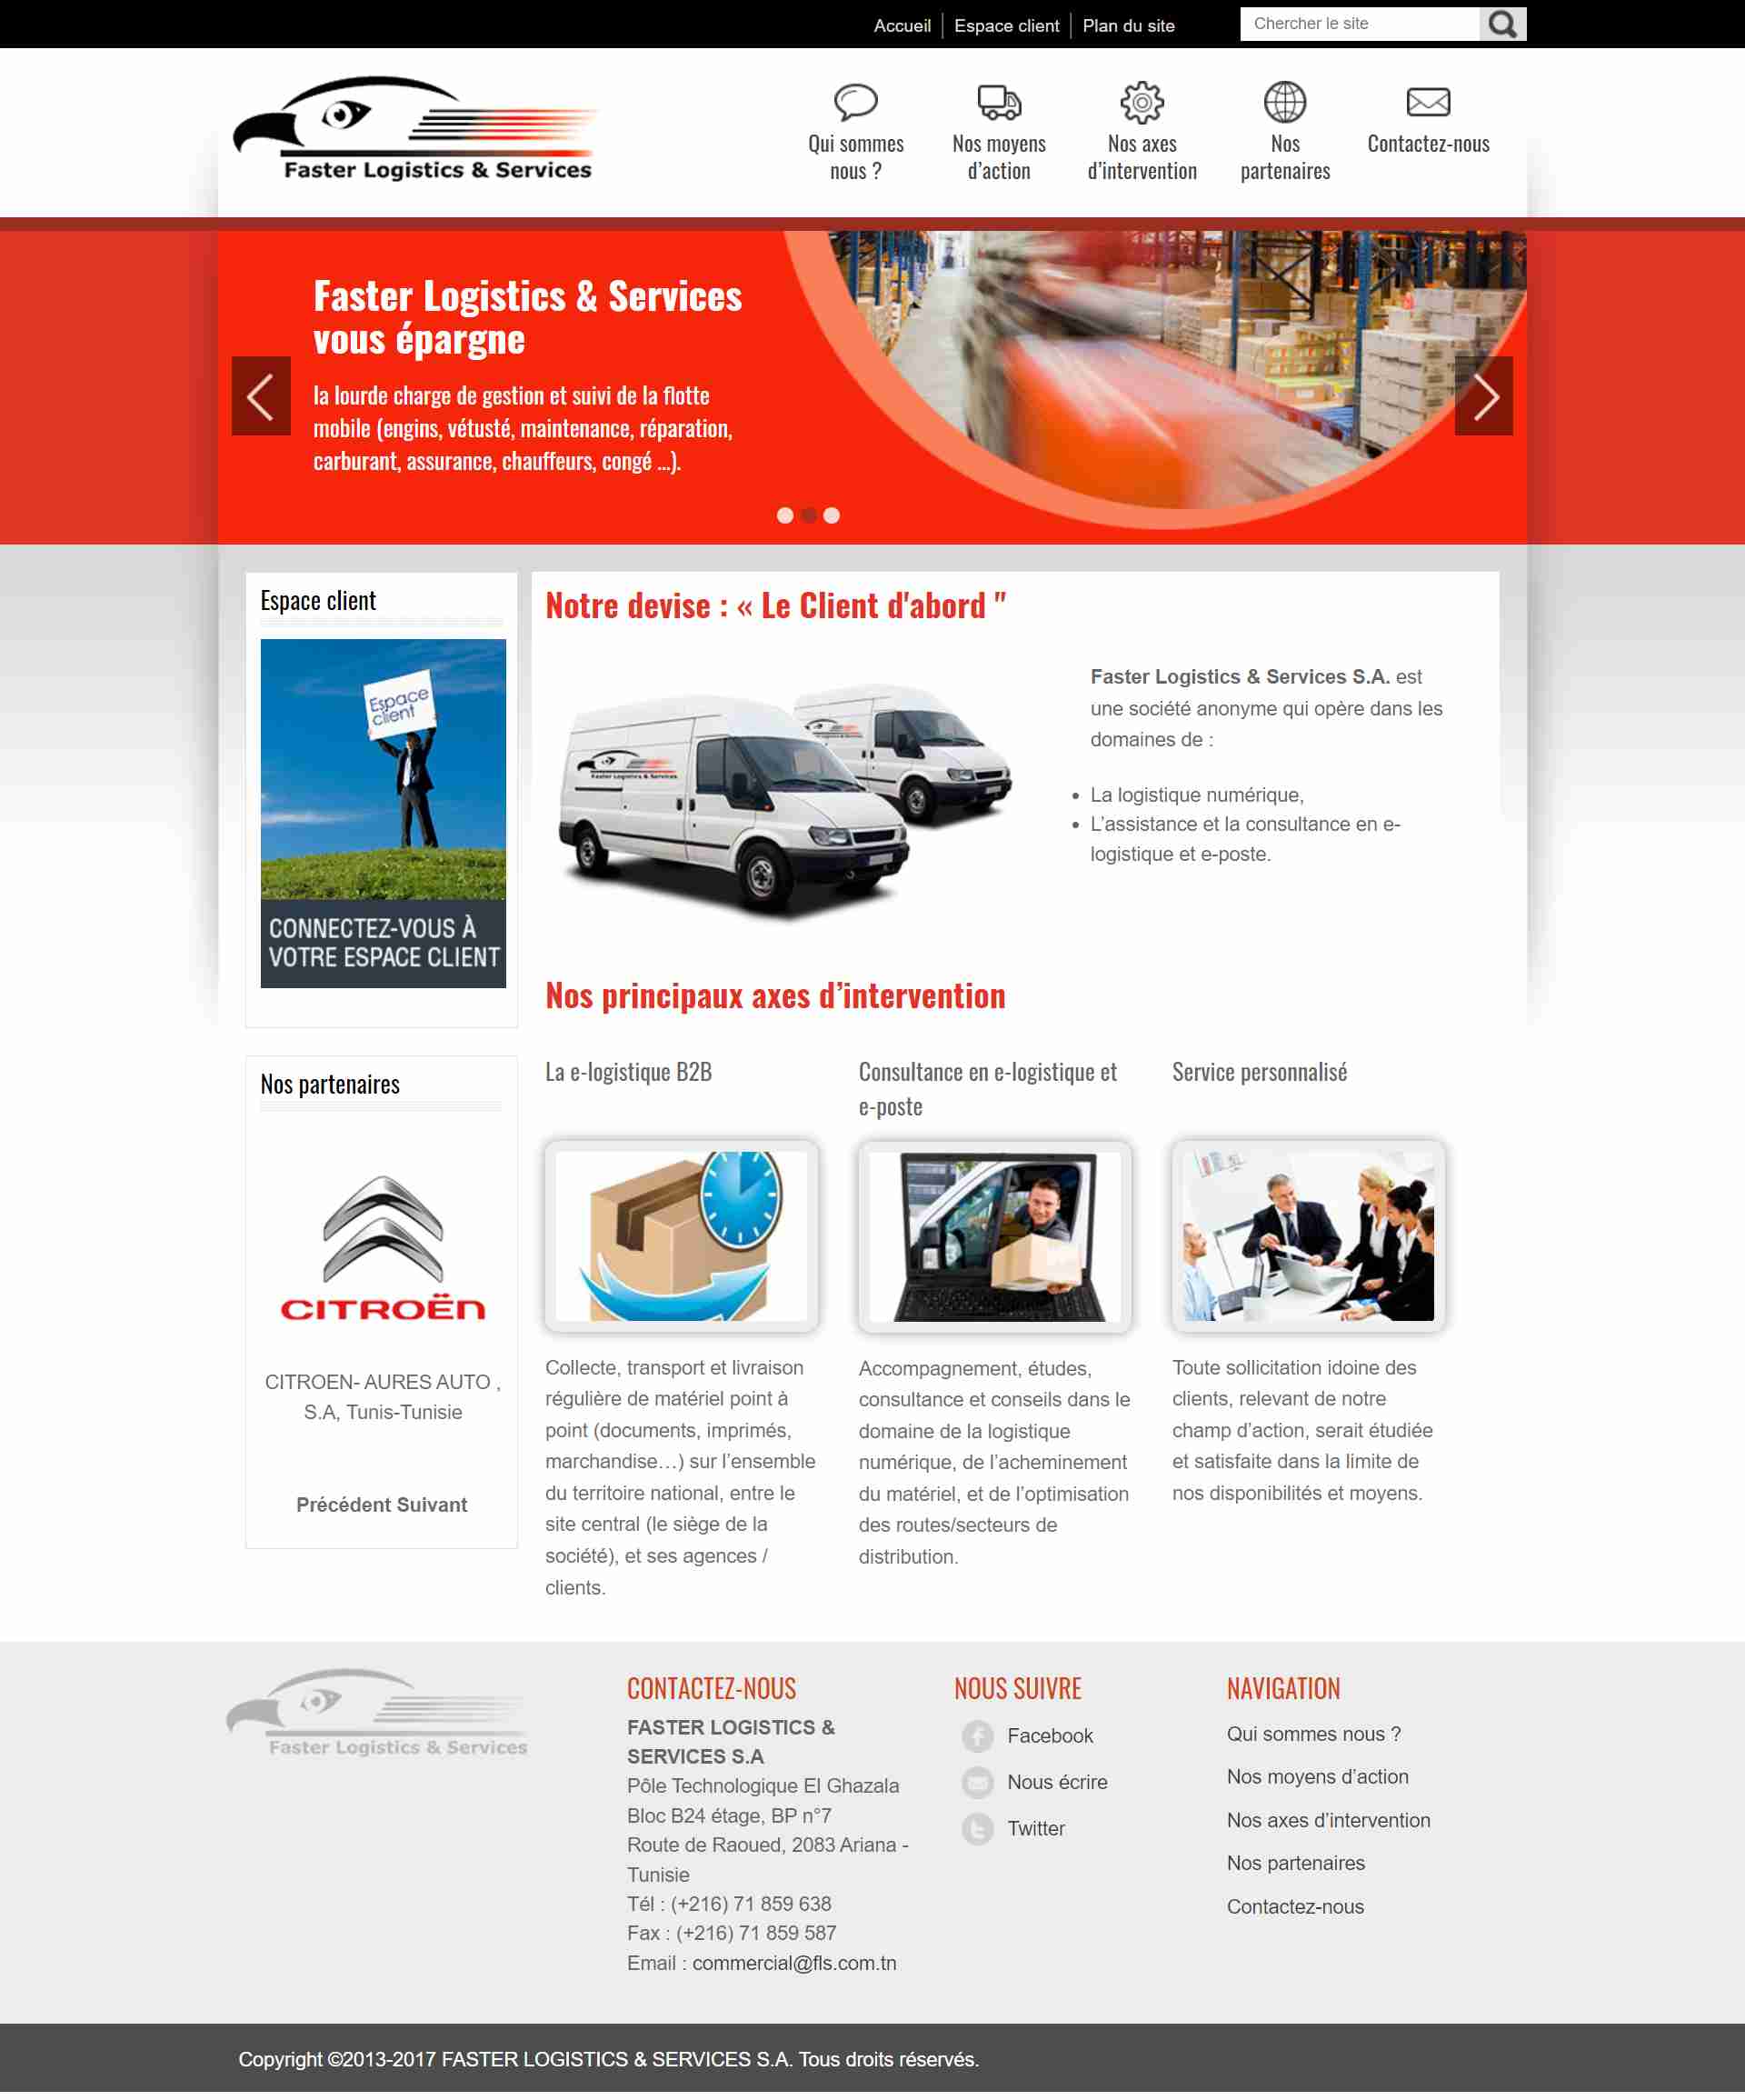 Accueil
Espace client
Plan du site
Chercher le site
Faster Logistics & Services
Qui sommes
nous ?
Nos moyens
d’action
Nos axes
d’intervention
Nos
partenaires
Contactez-nous
Faster Logistics & Services
vous épargne
la lourde charge de gestion et suivi de la flotte
mobile (engins, vétusté, maintenance, réparation,
carburant, assurance, chauffeurs, congé ...).
Espace client
Espace
client
CONNECTEZ-VOUS À
VOTRE ESPACE CLIENT
Nos partenaires
CITROËN
CITROEN- AURES AUTO ,
S.A, Tunis-Tunisie
Précédent Suivant
Notre devise : « Le Client d'abord "
Faster Logistics & Services
Faster Logistics & Services S.A. est
une société anonyme qui opère dans les
domaines de :
• La logistique numérique,
• L’assistance et la consultance en e-
logistique et e-poste.
Nos principaux axes d’intervention
La e-logistique B2B
Collecte, transport et livraison
régulière de matériel point à
point (documents, imprimés,
marchandise…) sur l’ensemble
du territoire national, entre le
site central (le siège de la
société), et ses agences /
clients.
Consultance en e-logistique et
e-poste
Accompagnement, études,
consultance et conseils dans le
domaine de la logistique
numérique, de l’acheminement
du matériel, et de l’optimisation
des routes/secteurs de
distribution.
Service personnalisé
Toute sollicitation idoine des
clients, relevant de notre
champ d’action, serait étudiée
et satisfaite dans la limite de
nos disponibilités et moyens.
Faster Logistics & Services
CONTACTEZ-NOUS
FASTER LOGISTICS &
SERVICES S.A
Pôle Technologique El Ghazala
Bloc B24 étage, BP n°7
Route de Raoued, 2083 Ariana -
Tunisie
Tél : (+216) 71 859 638
Fax : (+216) 71 859 587
Email : commercial@fls.com.tn
NOUS SUIVRE
Facebook
Nous écrire
Twitter
NAVIGATION
Qui sommes nous ?
Nos moyens d’action
Nos axes d’intervention
Nos partenaires
Contactez-nous
Copyright ©2013-2017 FASTER LOGISTICS & SERVICES S.A. Tous droits réservés.